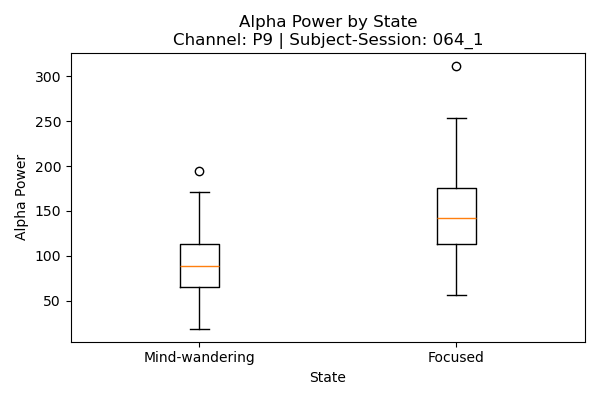 Alpha Power by State
Channel: P9 | Subject-Session: 064_1
Alpha Power
300
250
200
150
100
50
Mind-wandering
Focused
State